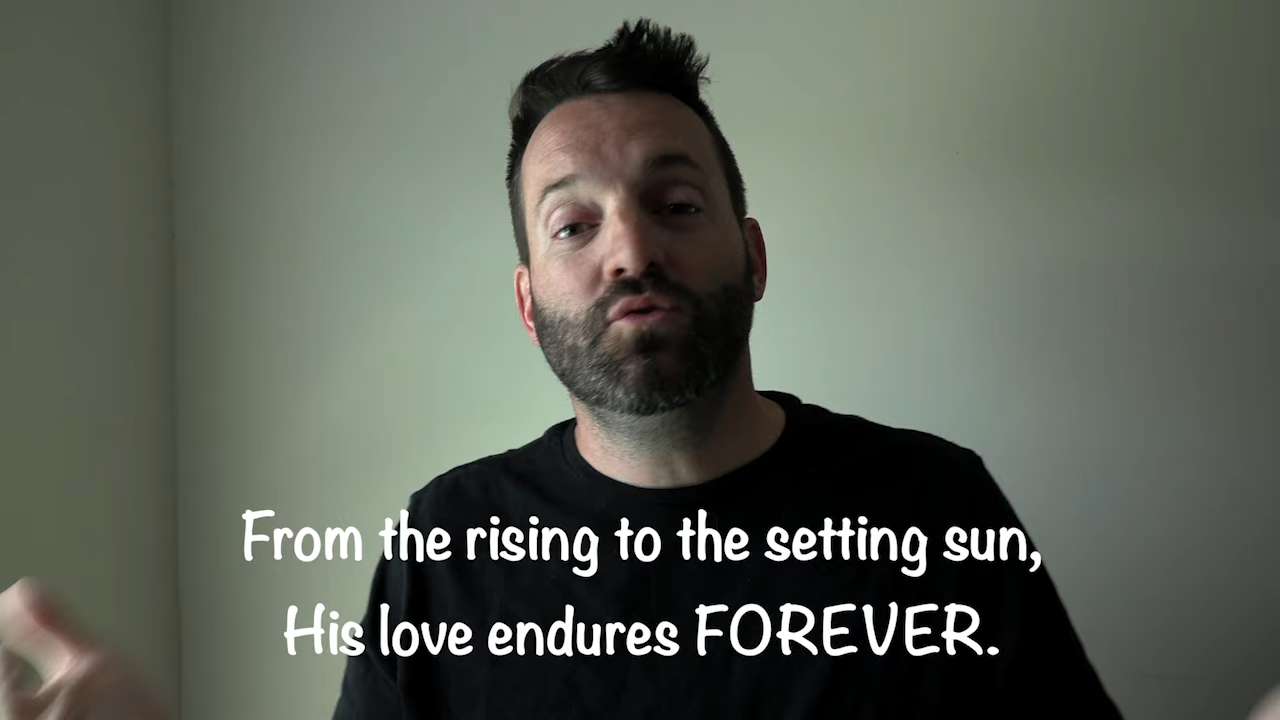 From the rising to the setting sun,
His love endures FOREVER.